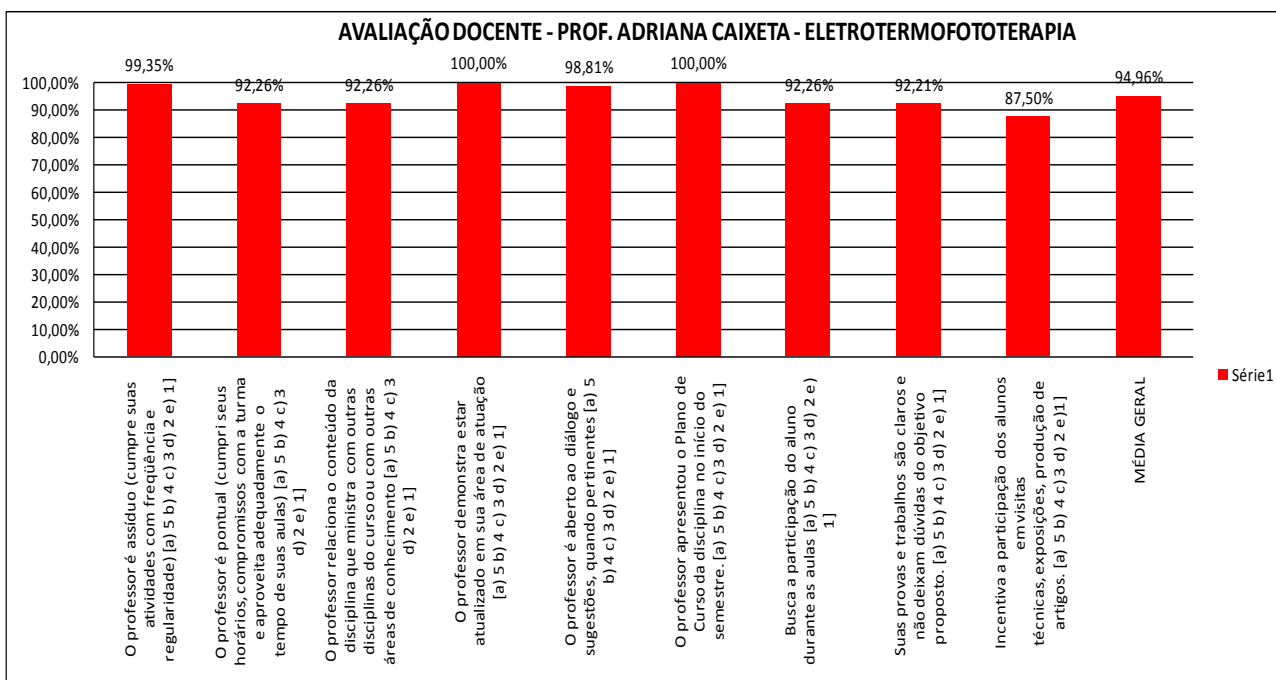 AVALIAÇÃO DOCENTE - PROF. ADRIANA CAIXETA - ELETROTERMOFOTOTERAPIA
99,35%
92,26%
92,26%
100,00%
98,81%
100,00%
92,26%
92,21%
87,50%
94,96%
100,00%
90,00%
80,00%
70,00%
60,00%
50,00%
40,00%
30,00%
20,00%
10,00%
0,00%
Série1
O professor é assíduo (cumpre suas
atividades com freqüência e
regularidade) [a) 5 b) 4 c) 3 d) 2 e) 1]
O professor é pontual (cumpri seus
horários, compromissos com a turma
e aproveita adequadamente o
tempo de suas aulas) [a) 5 b) 4 c) 3
d) 2 e) 1]
O professor relaciona o conteúdo da
disciplina que ministra com outras
disciplinas do curso ou com outras
áreas de conhecimento [a) 5 b) 4 c) 3
d) 2 e) 1]
O professor demonstra estar
atualizado em sua área de atuação
[a) 5 b) 4 c) 3 d) 2 e) 1]
O professor é aberto ao diálogo e
sugestões, quando pertinentes [a) 5
b) 4 c) 3 d) 2 e) 1]
O professor apresentou o Plano de
Curso da disciplina no início do
semestre. [a) 5 b) 4 c) 3 d) 2 e) 1]
Busca a participação do aluno
durante as aulas [a) 5 b) 4 c) 3 d) 2 e)
1]
Suas provas e trabalhos são claros e
não deixam dúvidas do objetivo
proposto. [a) 5 b) 4 c) 3 d) 2 e) 1]
Incentiva a participação dos alunos
em visitas
técnicas, exposições, produção de
artigos. [a) 5 b) 4 c) 3 d) 2 e)1]
MÉDIA GERAL